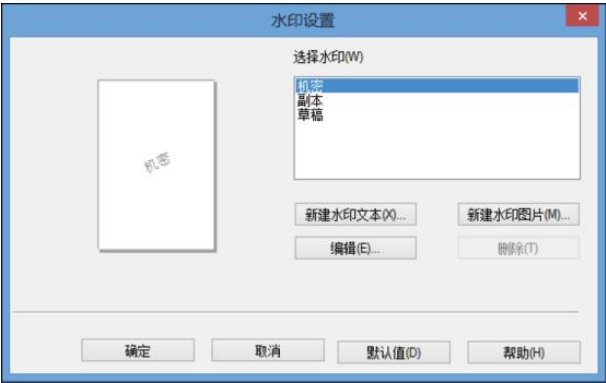 水印设置
选择水印(W)
机密
副本
草稿
机密
新建水印文本(X)...
新建水印图片(M)...
编辑(E)...
删除(T)
确定
取消
默认值(D)
帮助(H)